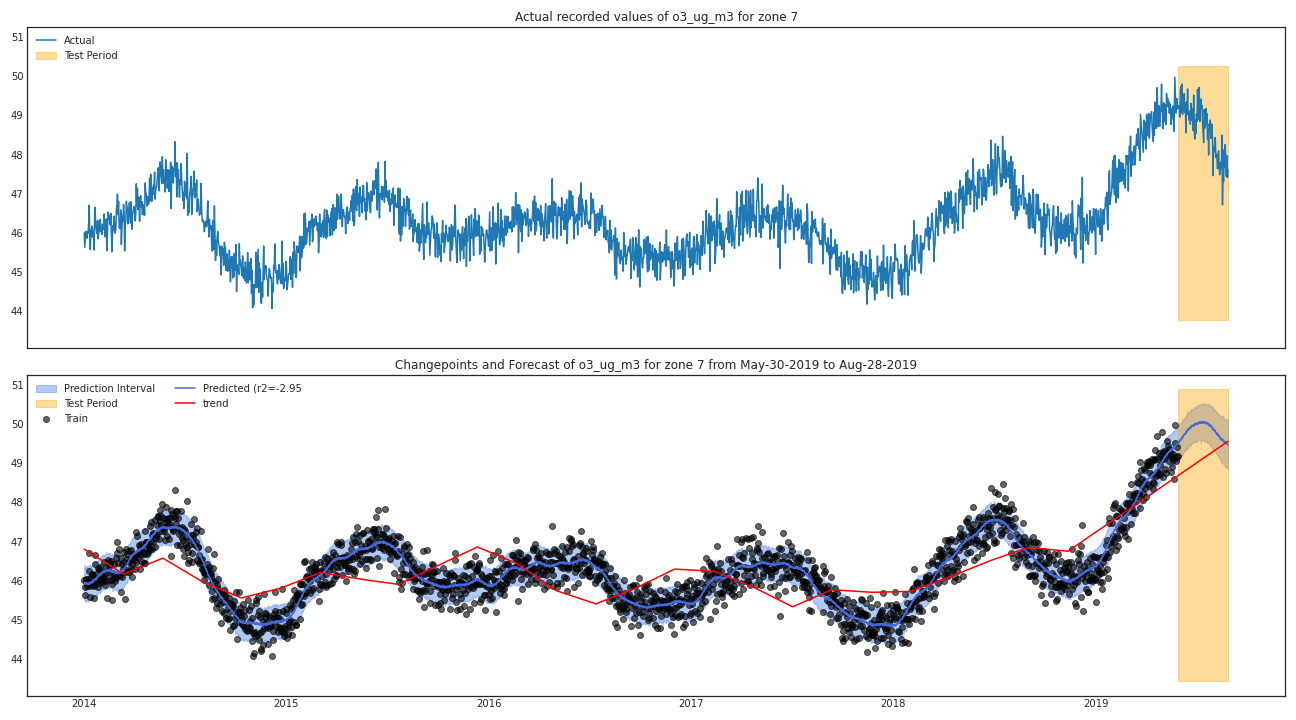 Actual recorded values of o3_ug_m3 for zone 7
51
Actual
Test Period
50
49
48
47
46
45
44
Changepoints and Forecast of o3_ug_m3 for zone 7 from May-30-2019 to Aug-28-2019
51
Prediction Interval
Predicted (r2=-2.95
Test Period
trend
Train
50
49
48
47
46
45
44
2014
2015
2016
2017
2018
2019